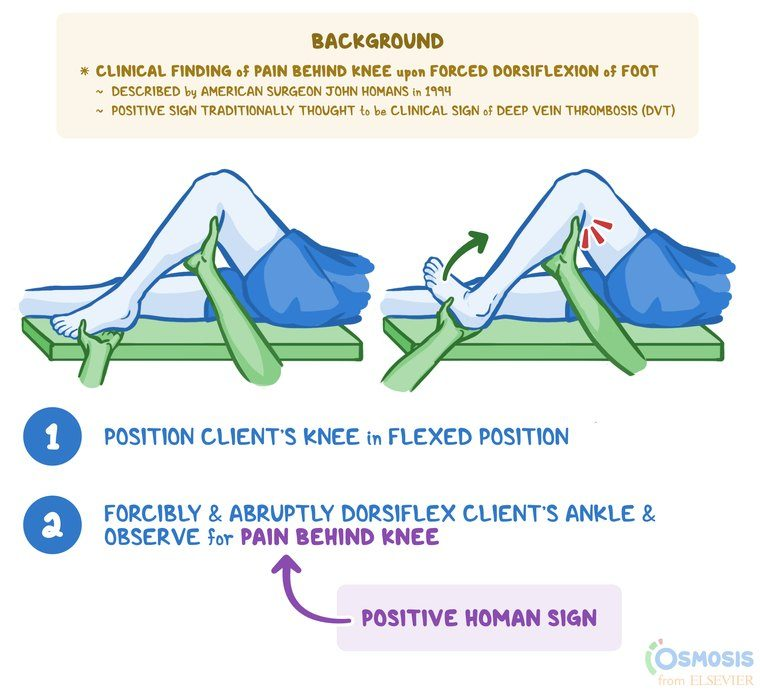 BACKGROUND
* CLINICAL FINDING of PAIN BEHIND KNEE upon FORCED DORSIFLEXION of FOOT
~ DESCRIBED by AMERICAN SURGEON JOHN HOMANS in 1994
~ POSITIVE SIGN TRADITIONALLY THOUGHT to be CLINICAL SIGN of DEEP VEIN THROMBOSIS (DVT)
1 POSITION CLIENT'S KNEE in FLEXED POSITION
2 FORCIBLY & ABRUPTLY DORSIFLEX CLIENT'S ANKLE &
OBSERVE for PAIN BEHIND KNEE
POSITIVE HOMAN SIGN
OSMOSIS
from ELSEVIER